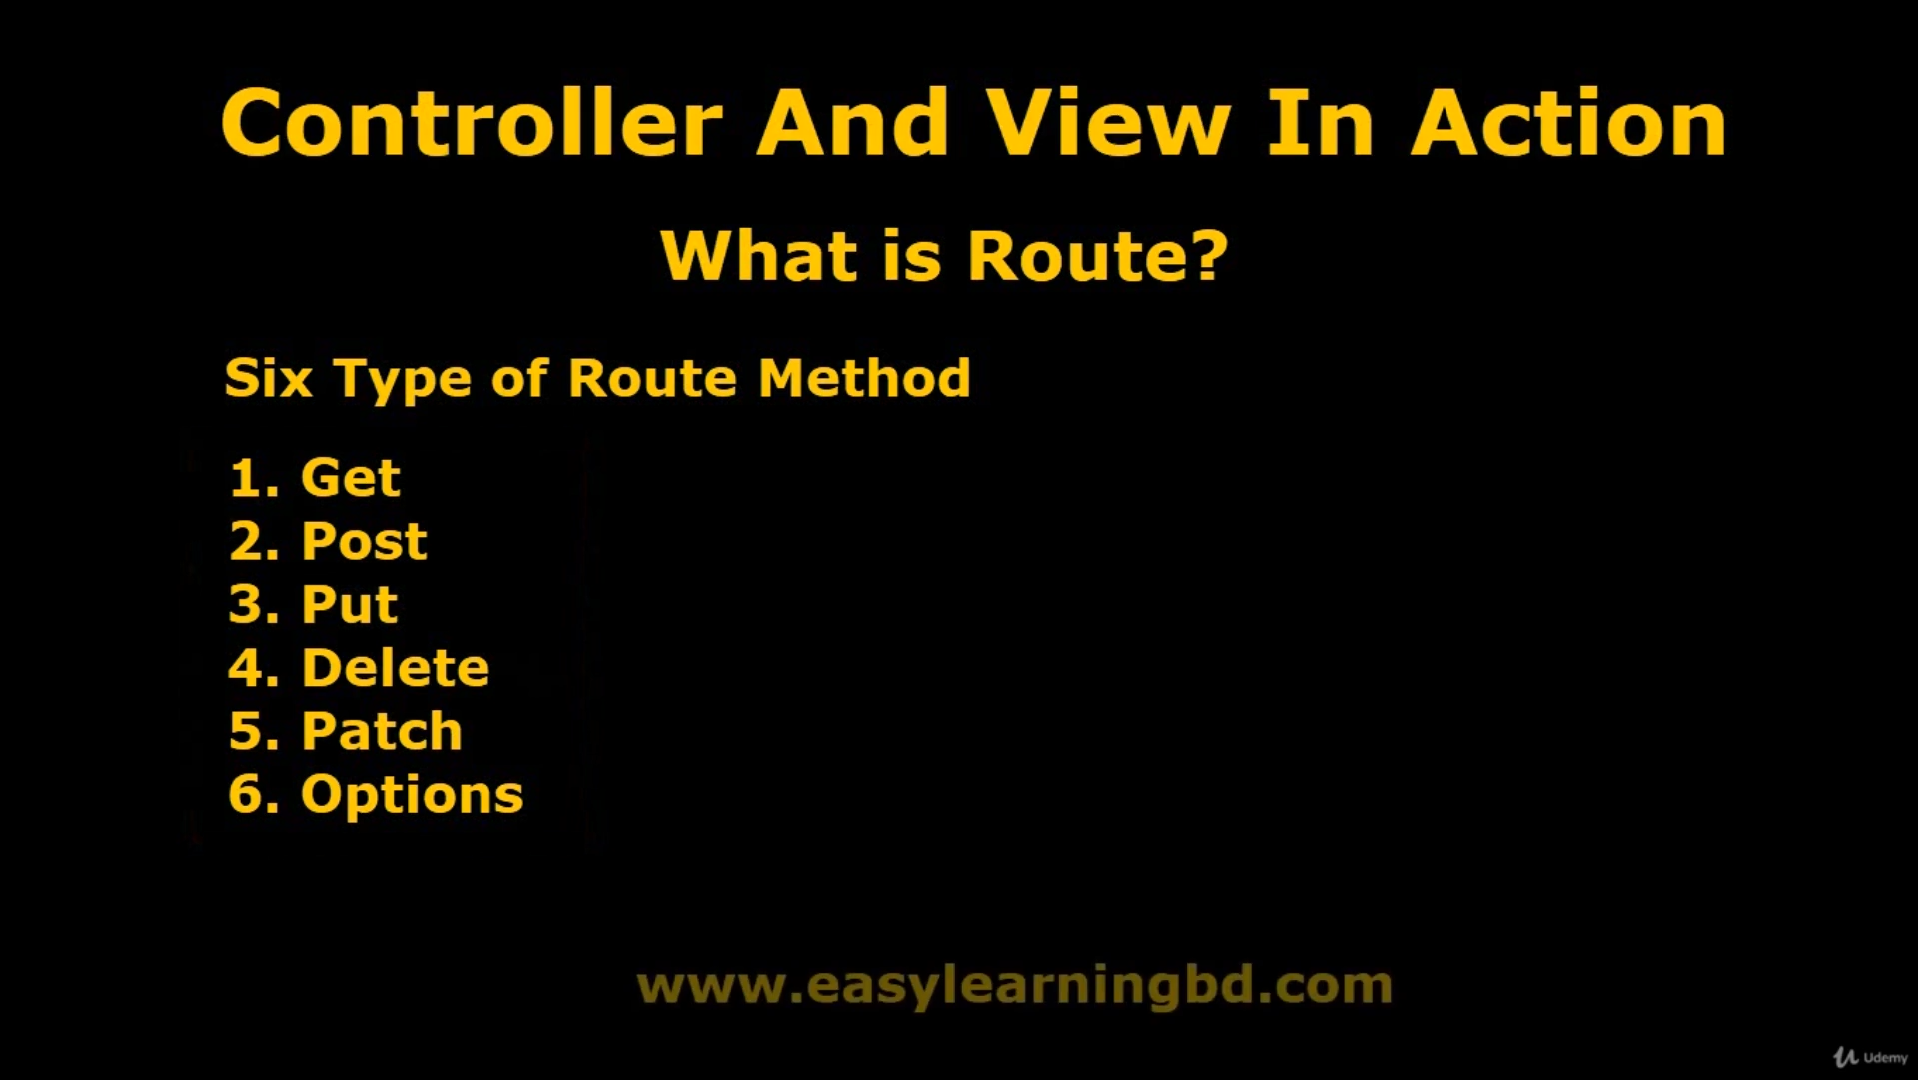 Controller And View In Action
What is Route?
Six Type of Route Method
1. Get
2. Post
3. Put
4. Delete
5. Patch
6. Options
www.easylearningbd.com
Udemy